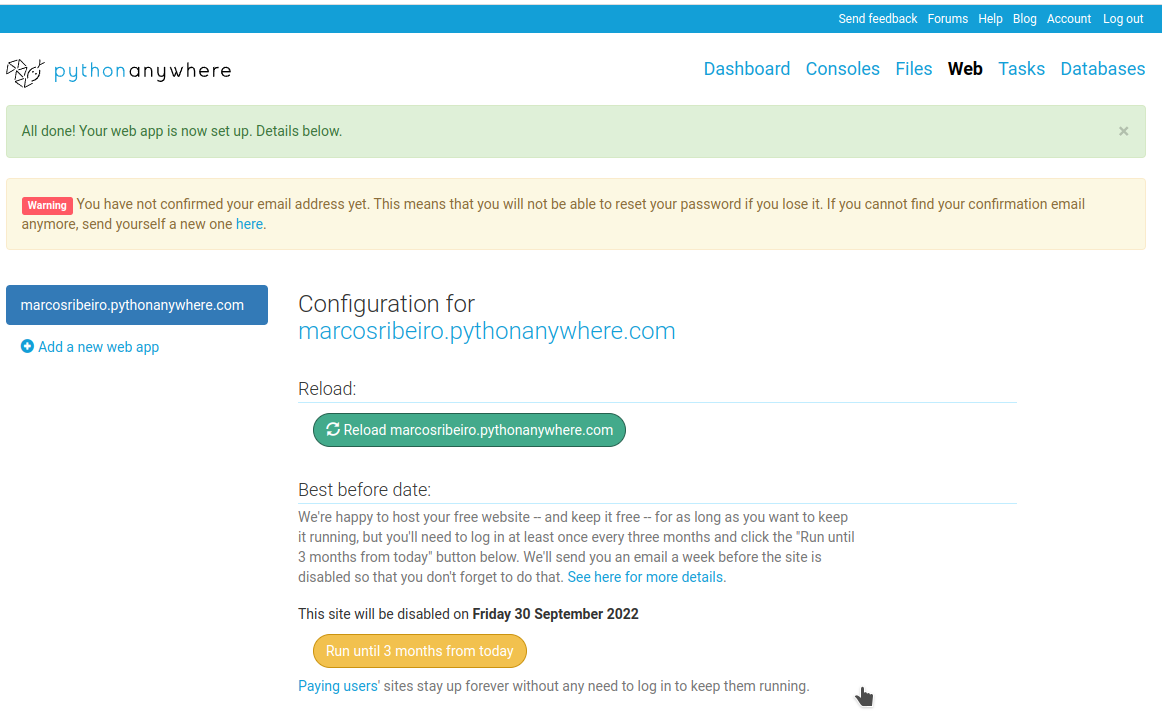 Send feedback Forums Help Blog Account Log out
pythonanywhere
Dashboard Consoles Files Web Tasks Databases
All done! Your web app is now set up. Details below. ×
Warning You have not confirmed your email address yet. This means that you will not be able to reset your password if you lose it. If you cannot find your confirmation email
anymore, send yourself a new one here.
marcosribeiro.pythonanywhere.com
Add a new web app
Configuration for
marcosribeiro.pythonanywhere.com
Reload:
Reload marcosribeiro.pythonanywhere.com
Best before date:
We're happy to host your free website -- and keep it free -- for as long as you want to keep
it running, but you'll need to log in at least once every three months and click the "Run until
3 months from today" button below. We'll send you an email a week before the site is
disabled so that you don't forget to do that. See here for more details.
This site will be disabled on Friday 30 September 2022
Run until 3 months from today
Paying users' sites stay up forever without any need to log in to keep them running.